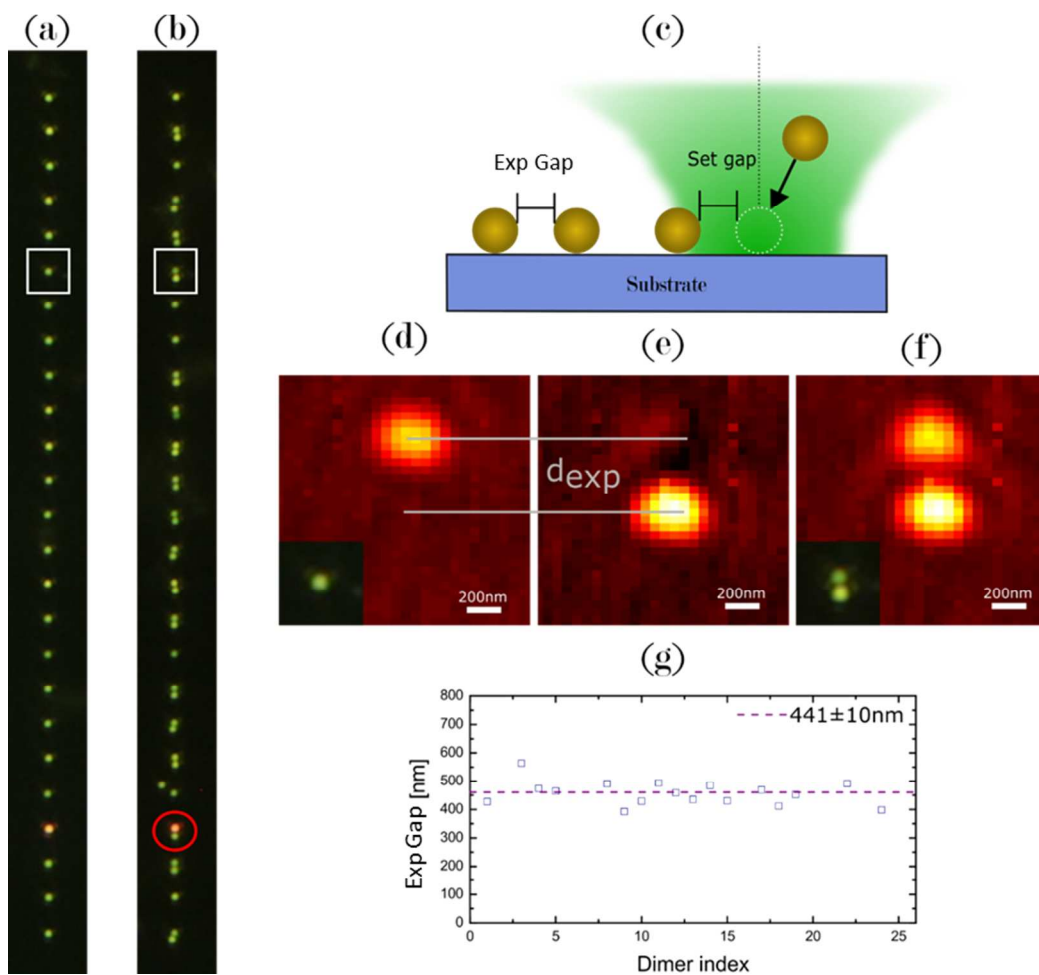 (a)
(b)
(c)
Exp Gap
Set gap
Substrate
(d)
(e)
(f)
dexp
200nm
200nm
200nm
(g)
800
700
600
500
400
300
200
100
0
0
5
10
15
20
25
Exp Gap [nm]
Dimer index
441±10nm